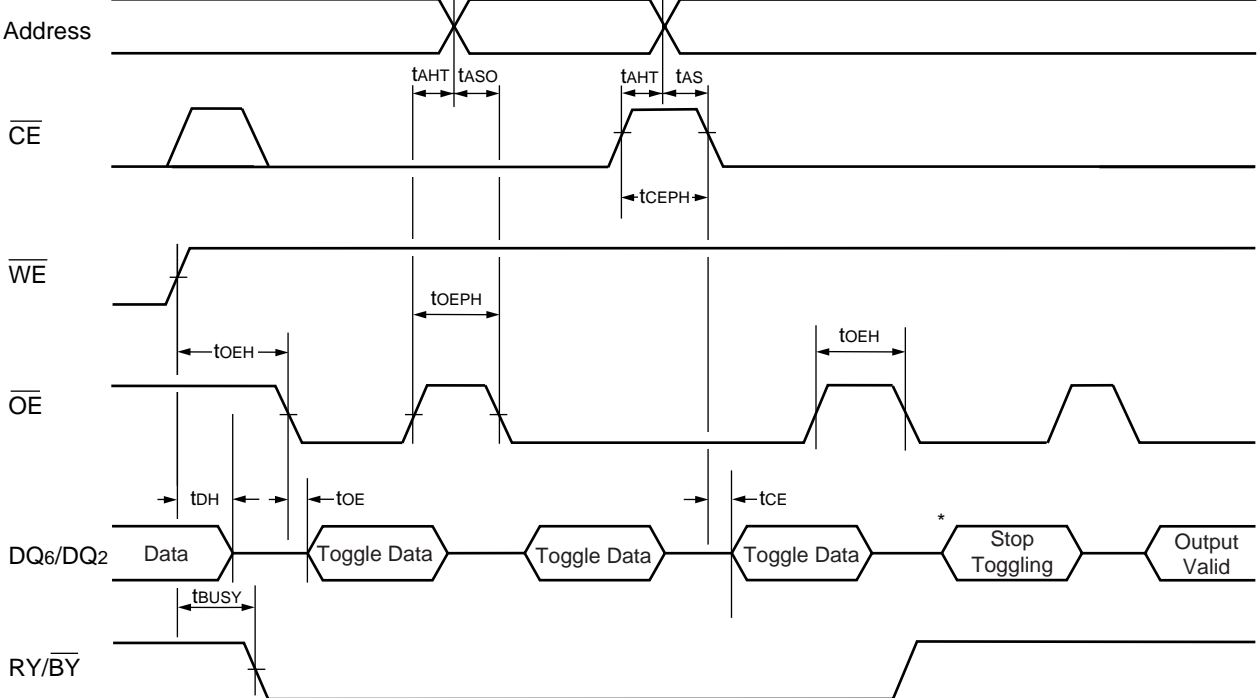 Address
tAHT tASO tAHT tAS
CE
tCEPH
WE
tOEPH
tOEH tOEH
OE
tDH tOE tCE
*
DQ6/DQ2 Data Toggle Data Toggle Data Toggle Data Stop Toggling Output Valid
tBUSY
RY/BY